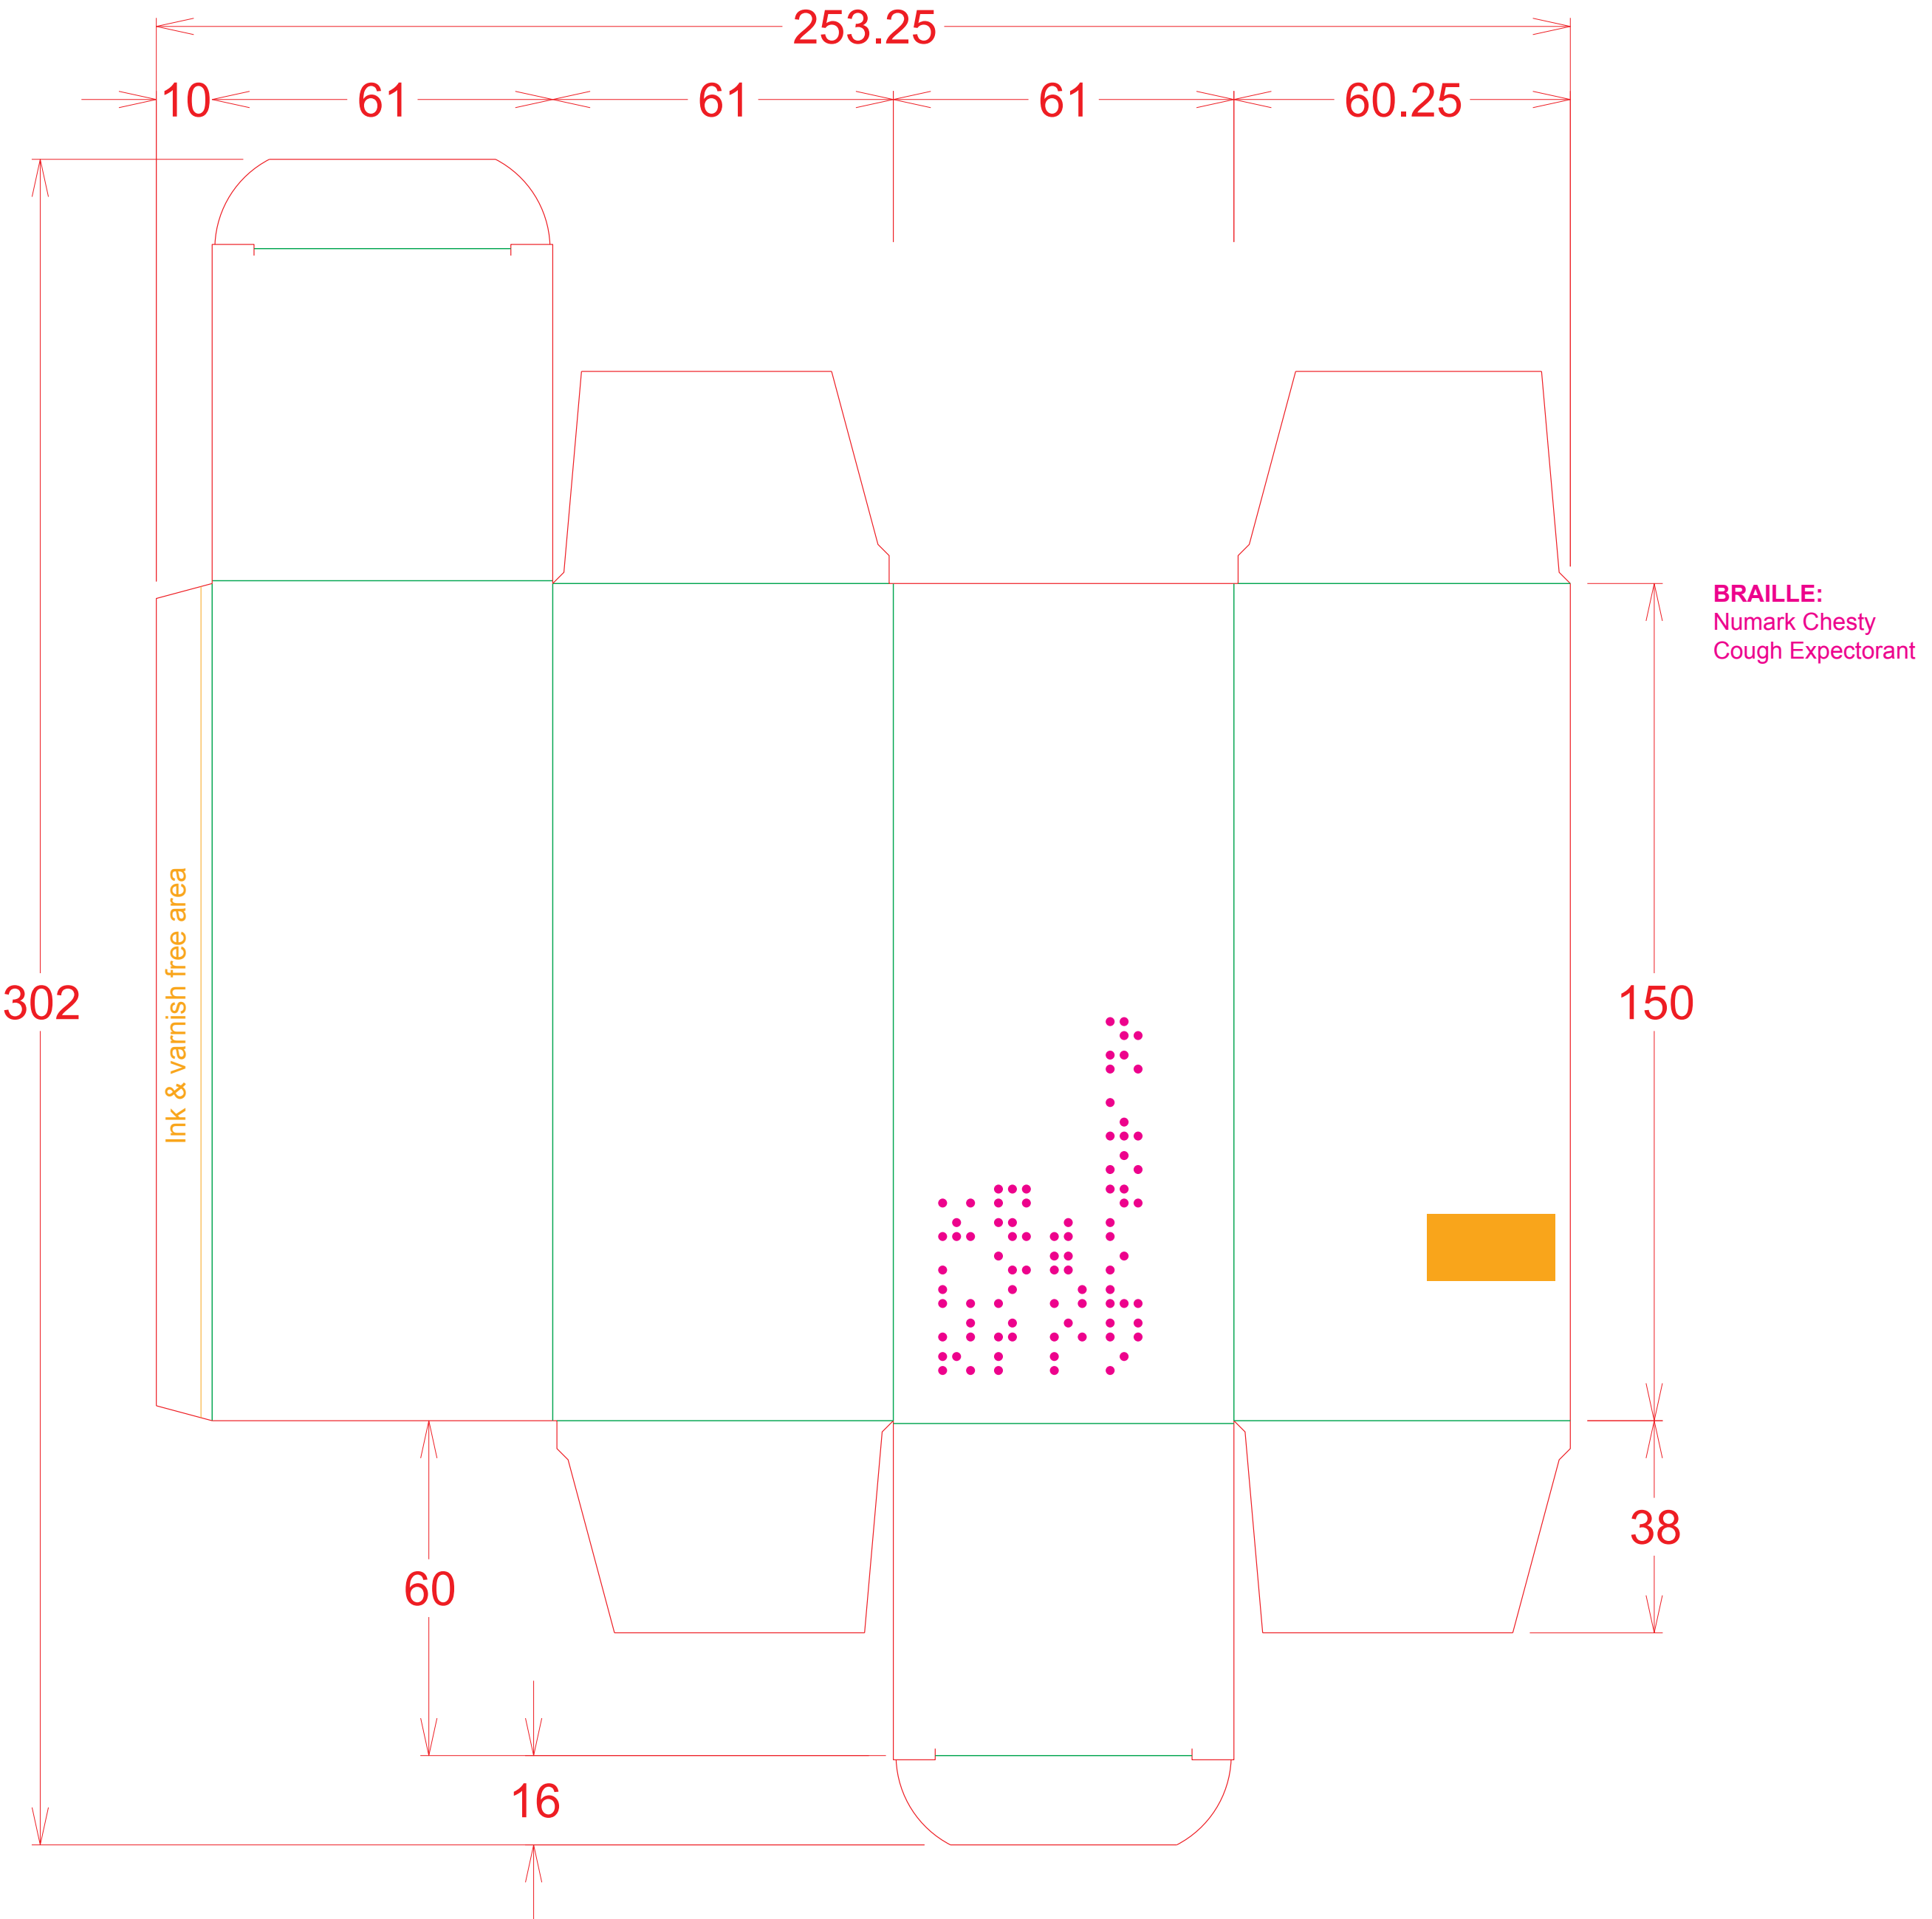 253.25
10 61 61 61 60.25
BRAILLE:
Numark Chesty
Cough Expectorant
Ink & varnish free area
302
150
38
60
16